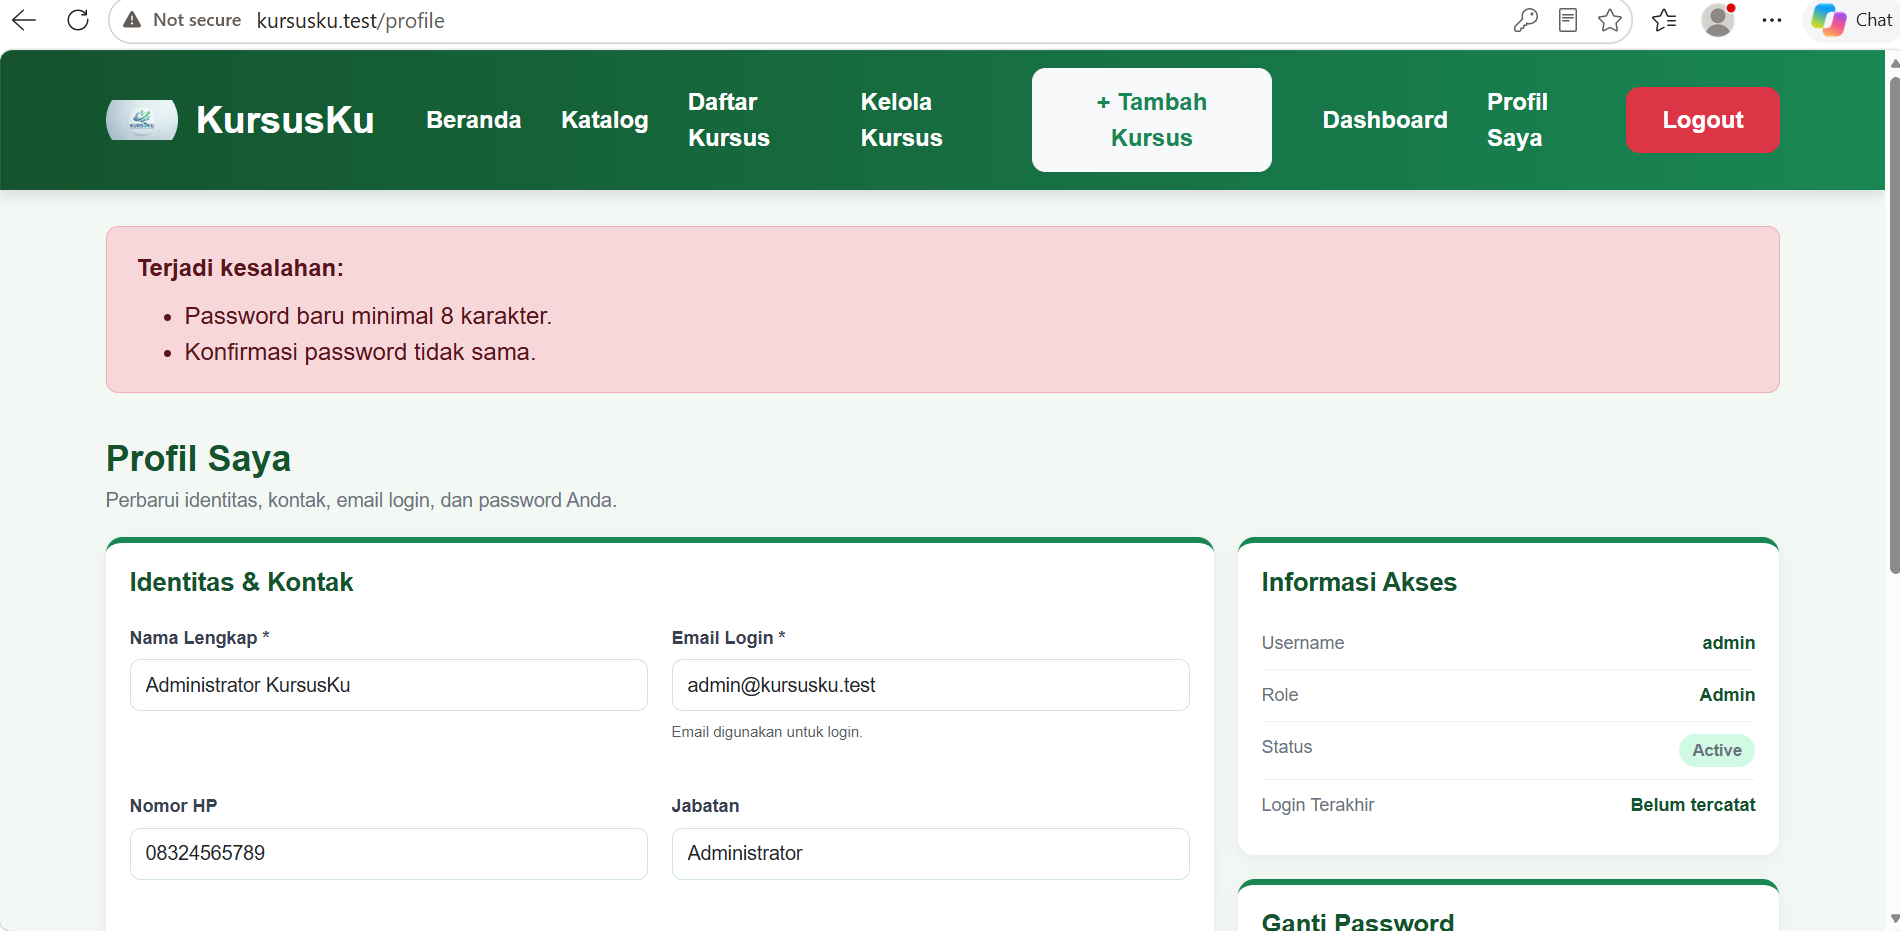 Not secure
kursusku.test/profile
Chat
KURSUSKU
KursusKu
Beranda
Katalog
Daftar
Kursus
Kelola
Kursus
+ Tambah
Kursus
Dashboard
Profil
Saya
Logout
Terjadi kesalahan:
• Password baru minimal 8 karakter.
• Konfirmasi password tidak sama.
Profil Saya
Perbarui identitas, kontak, email login, dan password Anda.
Identitas & Kontak
Nama Lengkap *
Administrator KursusKu
Email Login *
admin@kursusku.test
Email digunakan untuk login.
Nomor HP
08324565789
Jabatan
Administrator
Informasi Akses
Username admin
Role Admin
Status Active
Login Terakhir Belum tercatat
Ganti Password